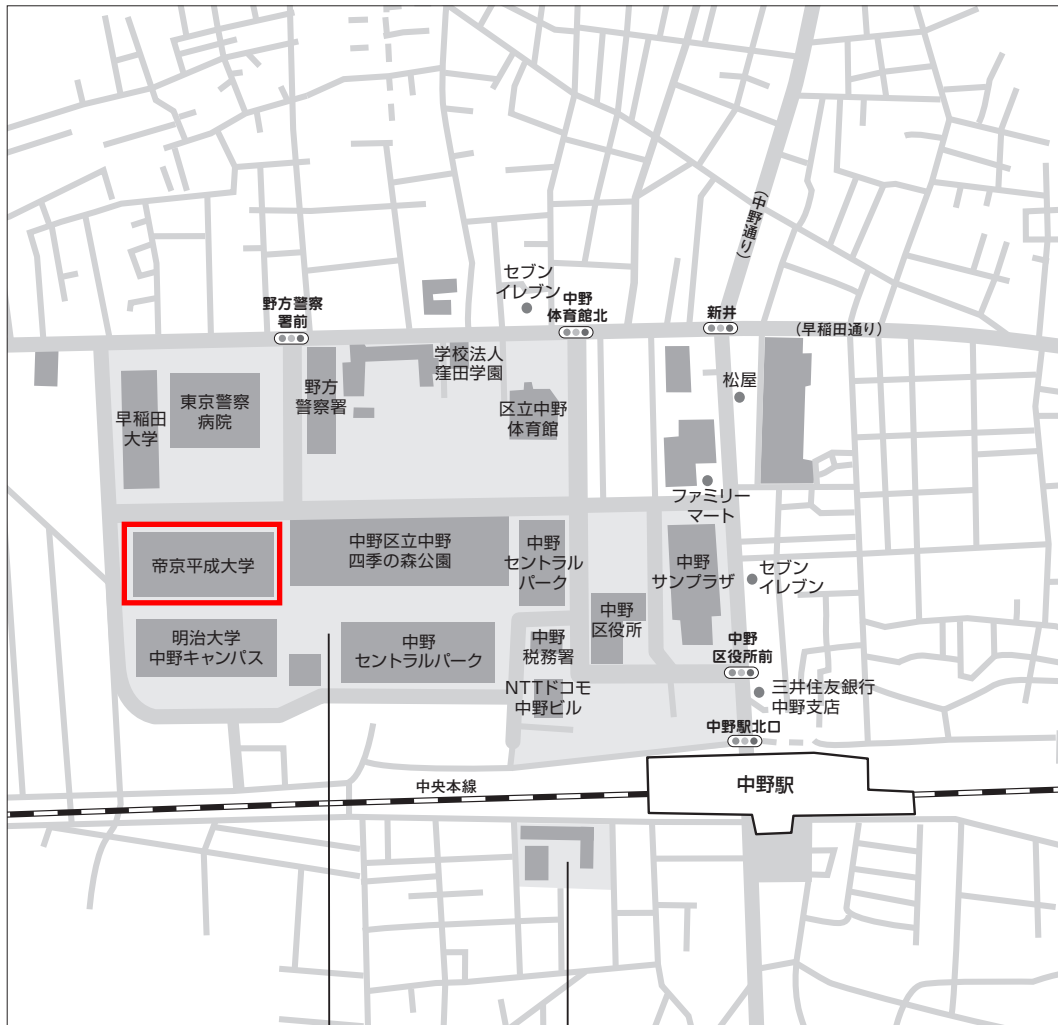 (中野通り)
セブン
イレブン
野方警察
署前
中野
体育館北
新井
(早稲田通り)
学校法人
窪田学園
野方
警察署
松屋
東京警察
病院
早稲田
大学
区立中野
体育館
ファミリー
マート
帝京平成大学
中野区立中野
四季の森公園
中野
セントラル
パーク
中野
サンプラザ
セブン
イレブン
中野
区役所
明治大学
中野キャンパス
中野
セントラルパーク
中野
税務署
中野
区役所前
NTTドコモ
中野ビル
三井住友銀行
中野支店
中野駅北口
中央本線
中野駅